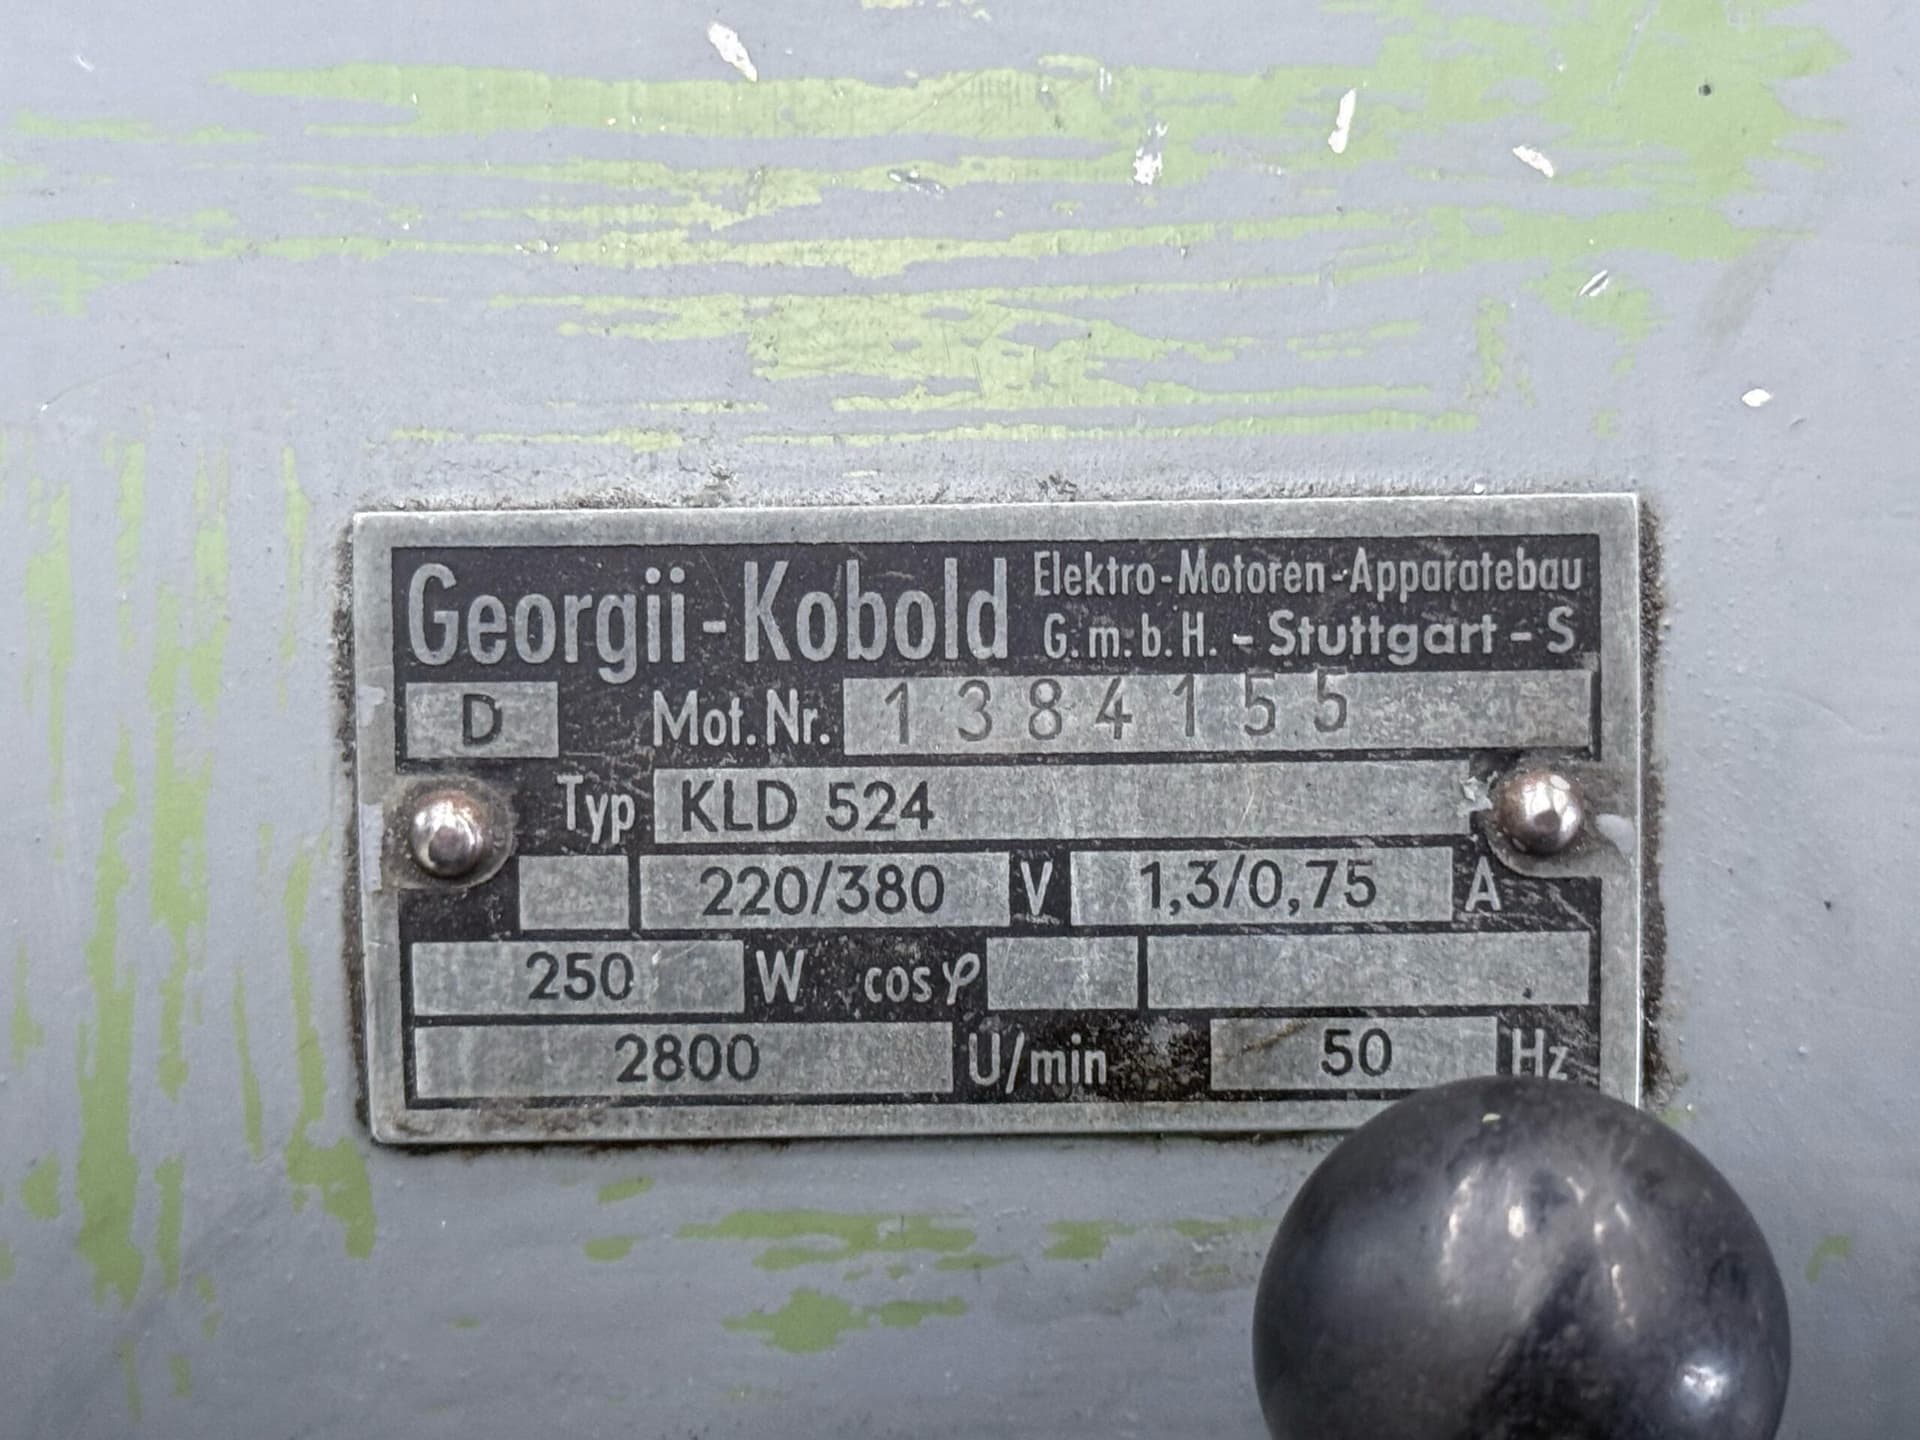 Georgii-Kobold Elektro-Motoren-Apparatebau
G.m.b.H. - Stuttgart - S
D Mot. Nr. 1384155
Typ KLD 524
220/380 V 1,3/0,75 A
250 W cos φ
2800 U/min 50 Hz